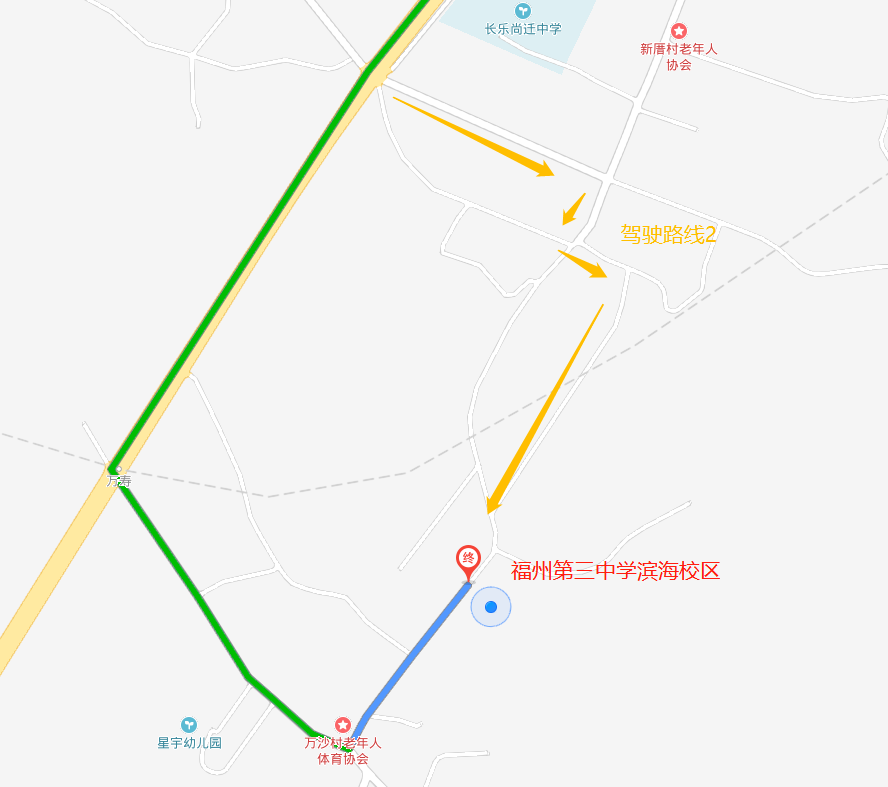 长乐尚迁中学
新厝村老年人
协会
驾驶路线2
万寿
终
福州第三中学滨海校区
星宇幼儿园
万沙村老年人
体育协会